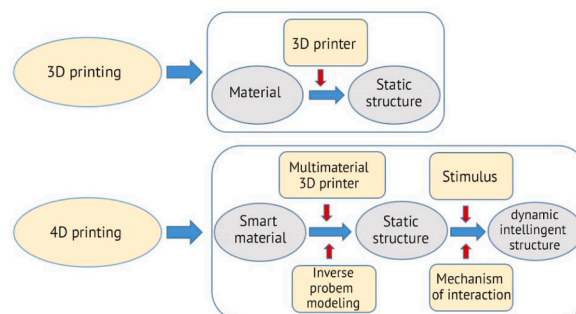 3D printing
3D printer
Material
Static
structure
4D printing
Multimaterial
3D printer
Stimulus
Smart
material
Static
structure
dynamic
intellingent
structure
Inverse
probem
modeling
Mechanism
of interaction